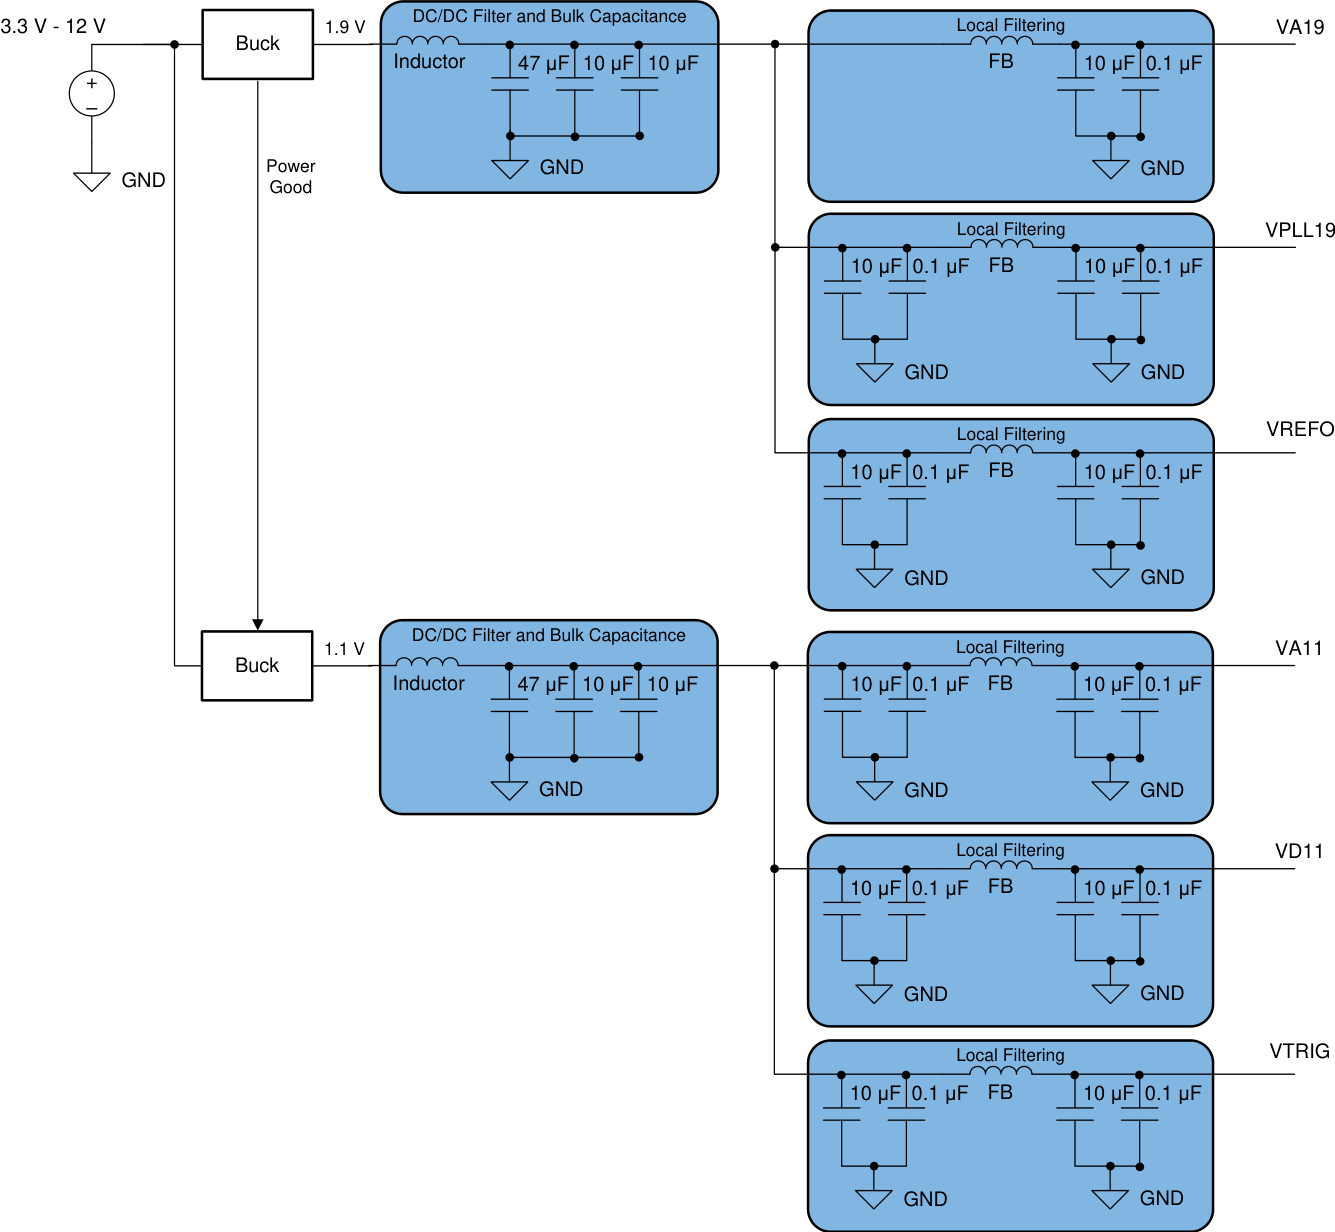 3.3 V - 12 V
Buck
1.9 V
DC/DC Filter and Bulk Capacitance
Inductor
47 µF
10 µF
10 µF
GND
Local Filtering
FB
10 µF
0.1 µF
GND
VA19
+
–
GND
Power
Good
Local Filtering
10 µF
0.1 µF
FB
10 µF
0.1 µF
GND
GND
VPLL19
Local Filtering
10 µF
0.1 µF
FB
10 µF
0.1 µF
GND
GND
VREFO
Buck
1.1 V
DC/DC Filter and Bulk Capacitance
Inductor
47 µF
10 µF
10 µF
GND
Local Filtering
10 µF
0.1 µF
FB
10 µF
0.1 µF
GND
GND
VA11
Local Filtering
10 µF
0.1 µF
FB
10 µF
0.1 µF
GND
GND
VD11
Local Filtering
10 µF
0.1 µF
FB
10 µF
0.1 µF
GND
GND
VTRIG